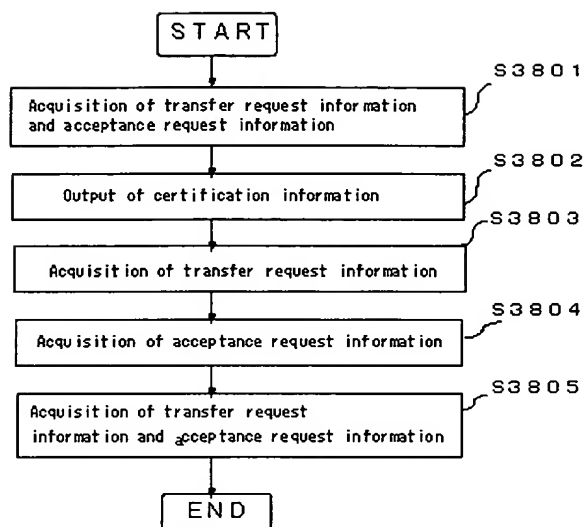 START
S3801
Acquisition of transfer request information
and acceptance request information
S3802
Output of certification information
S3803
Acquisition of transfer request information
S3804
Acquisition of acceptance request information
S3805
Acquisition of transfer request
information and acceptance request information
END